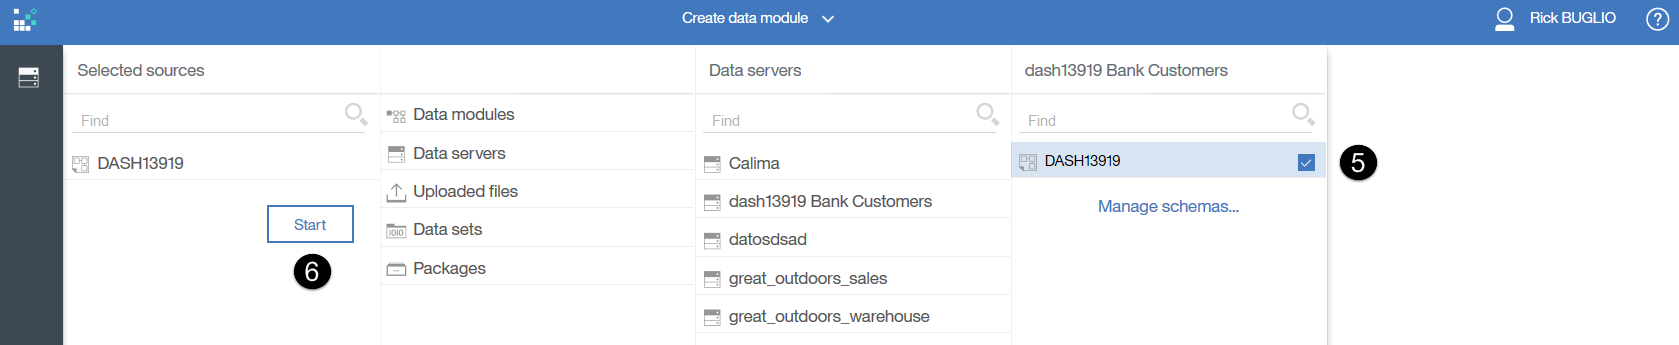 Create data module
Rick BUGLIO
?
Selected sources
Find
DASH13919
Start
6
Data modules
Data servers
Uploaded files
Data sets
Packages
Data servers
Find
Calima
dash13919 Bank Customers
datosdsad
great_outdoors_sales
great_outdoors_warehouse
dash13919 Bank Customers
Find
DASH13919
5
Manage schemas...